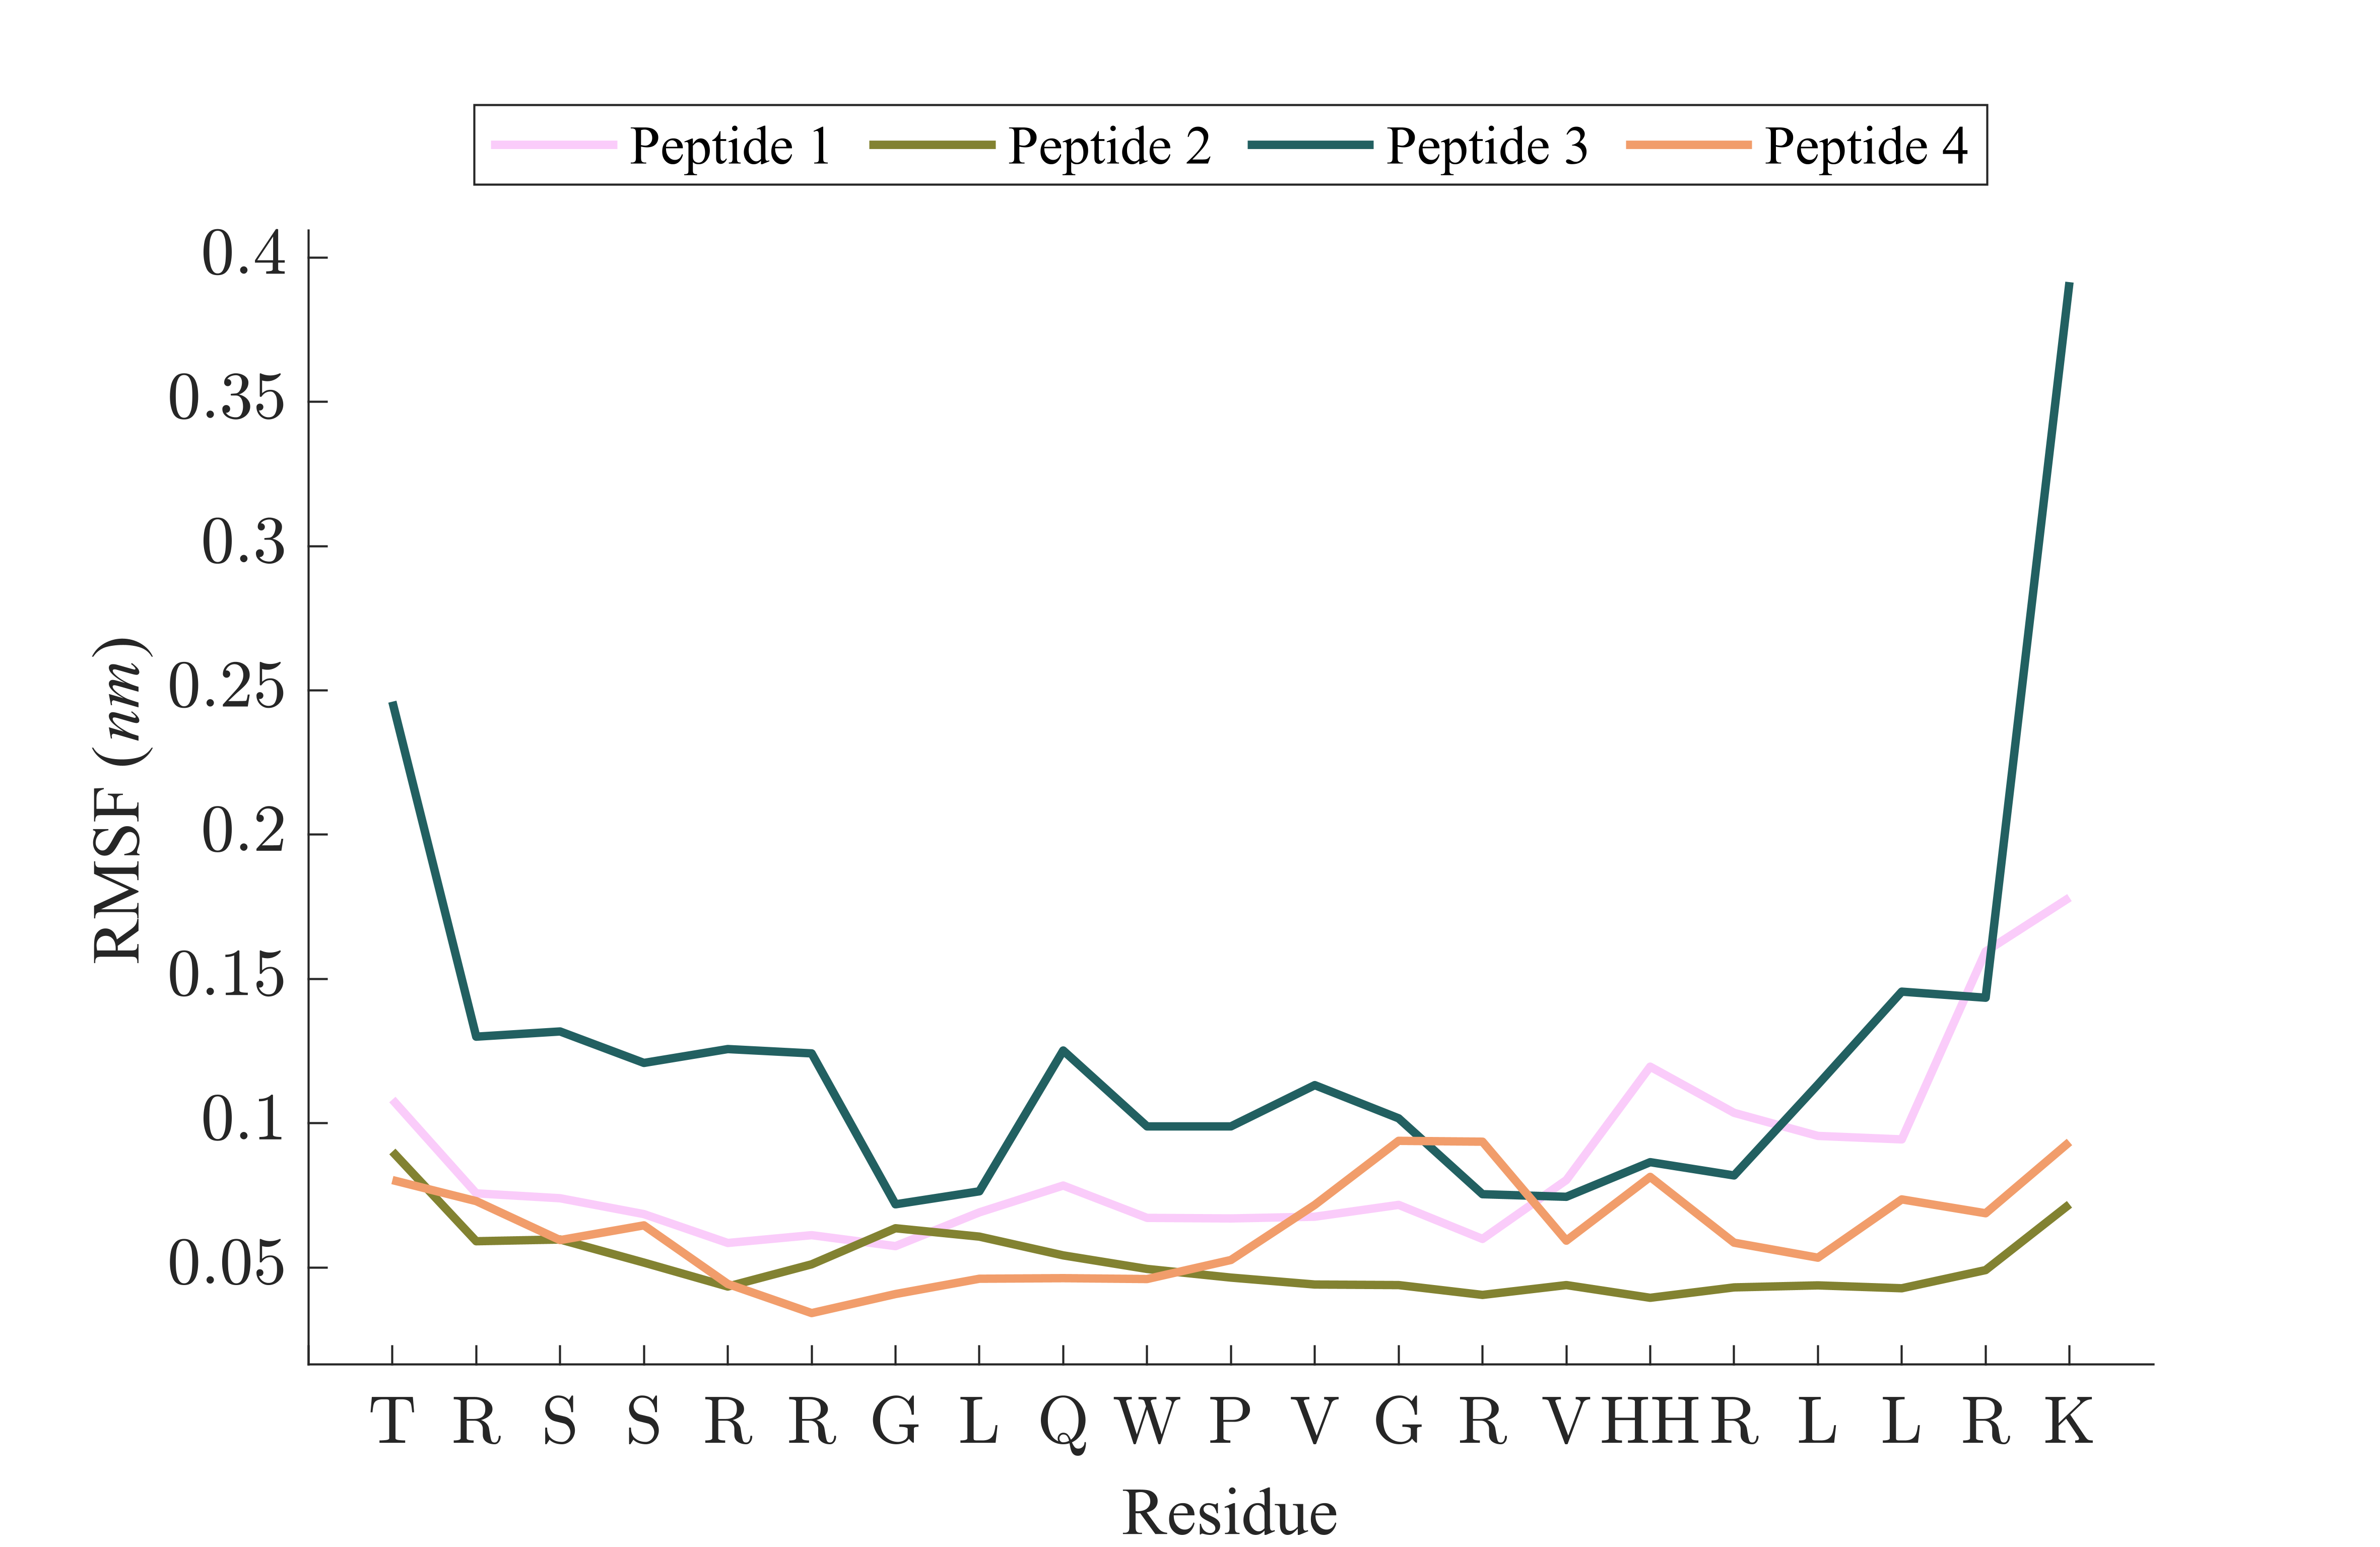 Peptide 1 Peptide 2 Peptide 3 Peptide 4
0.4
0.35
0.3
0.25
0.2
0.15
0.1
0.05
RMSF (nm)
T R S S R R G L Q W P V G R V HHH R L L R K
Residue